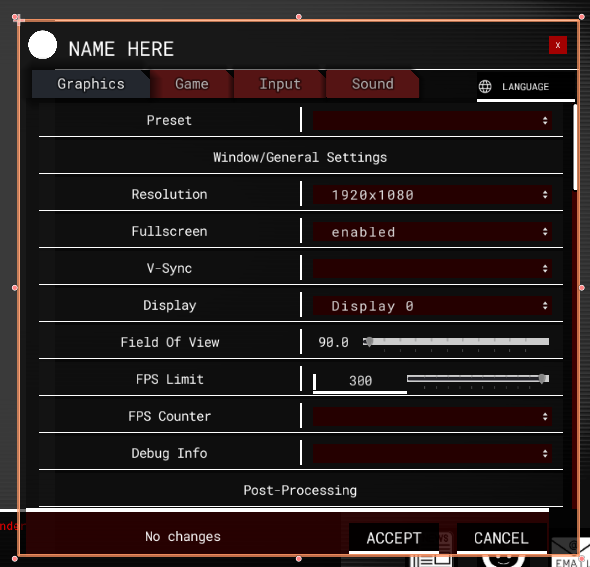 NAME HERE
x
Graphics Game Input Sound LANGUAGE
Preset
Window/General Settings
Resolution 1920x1080
Fullscreen enabled
V-Sync
Display Display 0
Field Of View 90.0
FPS Limit 300
FPS Counter
Debug Info
Post-Processing
No changes ACCEPT CANCEL
EMAIL